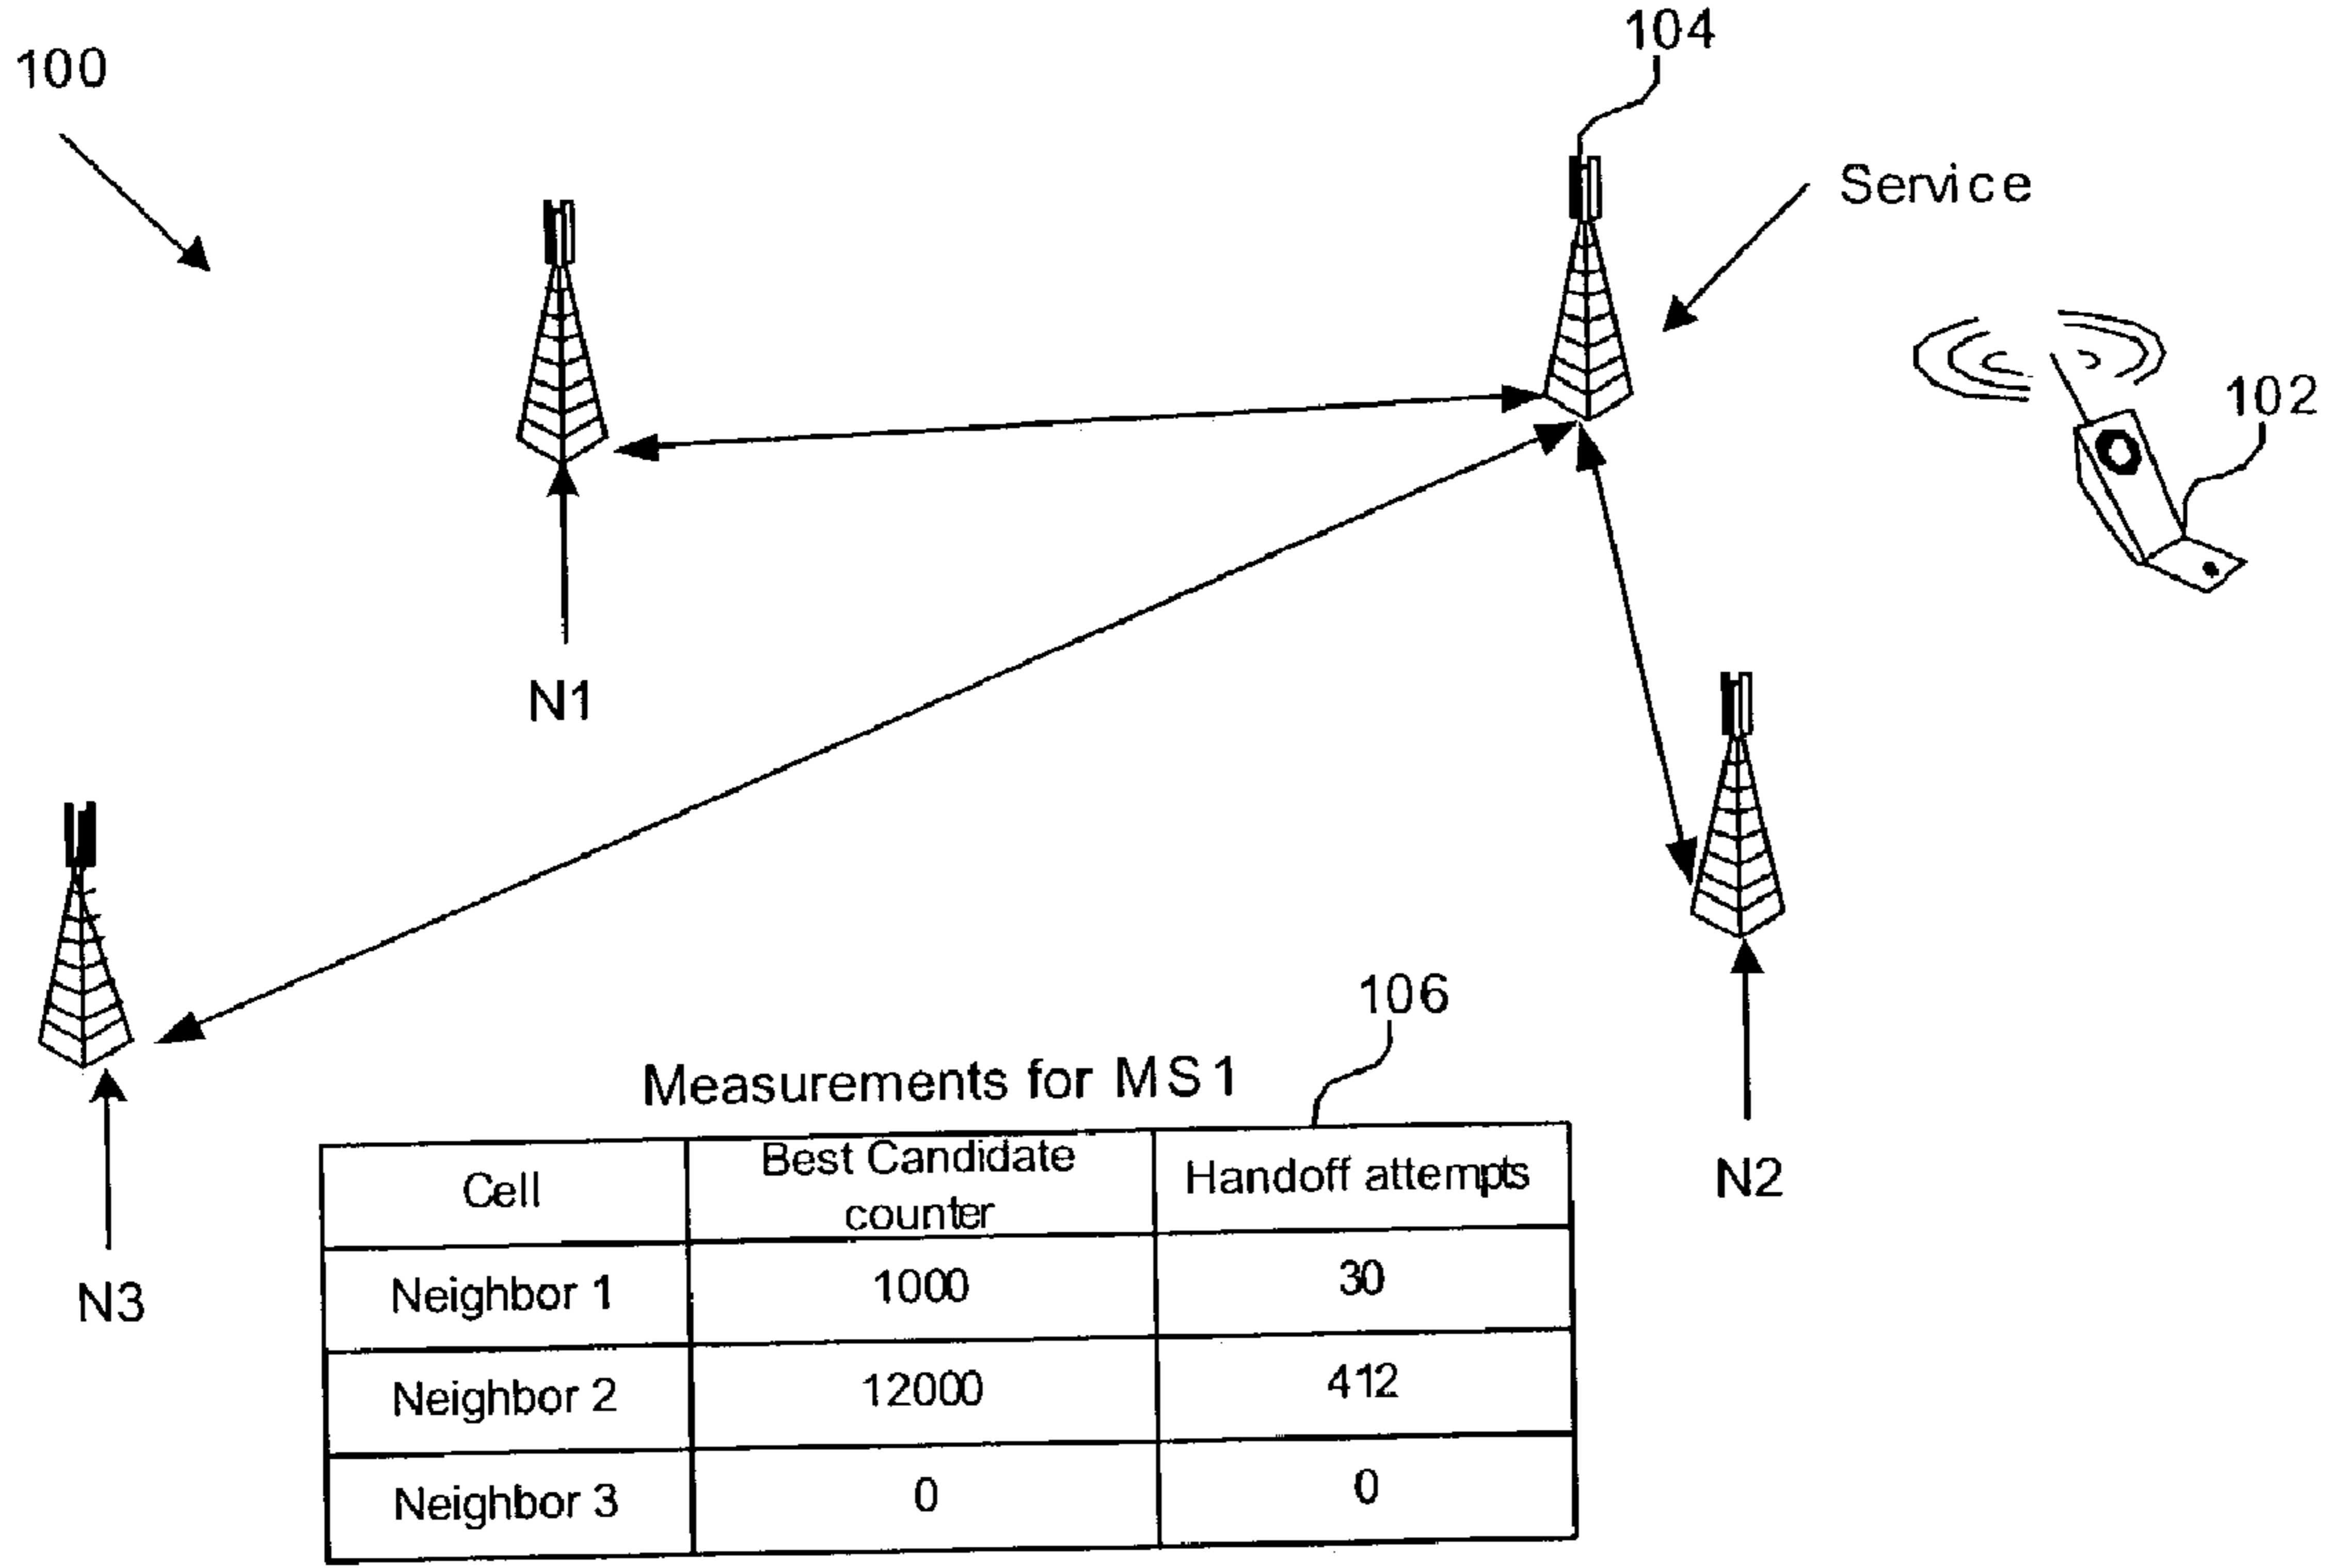 104
100
Service
102
N1
106
Measurements for MS1
N2
Cell
Best Candidate
counter
Handoff attempts
Neighbor 1
1000
30
Neighbor 2
12000
412
Neighbor 3
0
0
N3